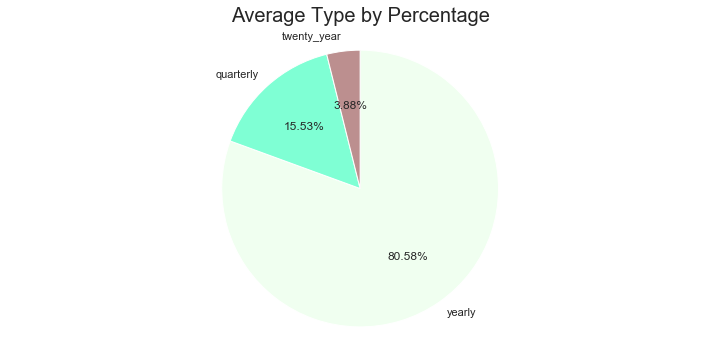 Average Type by Percentage
twenty_year
quarterly
3.88%
15.53%
80.58%
yearly